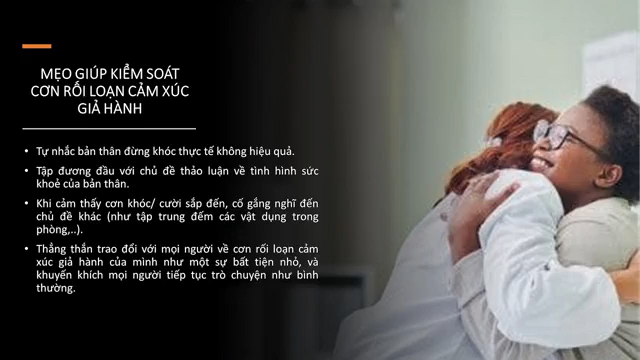 MẸO GIÚP KIỂM SOÁT
CƠN RỐI LOẠN CẢM XÚC
GIẢ HÀNH
• Tự nhắc bản thân đừng khóc thực tế không hiệu quả.
• Tập đương đầu với chủ đề thảo luận về tình hình sức
khoẻ của bản thân.
• Khi cảm thấy cơn khóc/ cười sắp đến, cố gắng nghĩ đến
chủ đề khác (như tập trung đếm các vật dụng trong
phòng,..).
• Thẳng thắn trao đổi với mọi người về cơn rối loạn cảm
xúc giả hành của mình như một sự bất tiện nhỏ, và
khuyến khích mọi người tiếp tục trò chuyện như bình
thường.